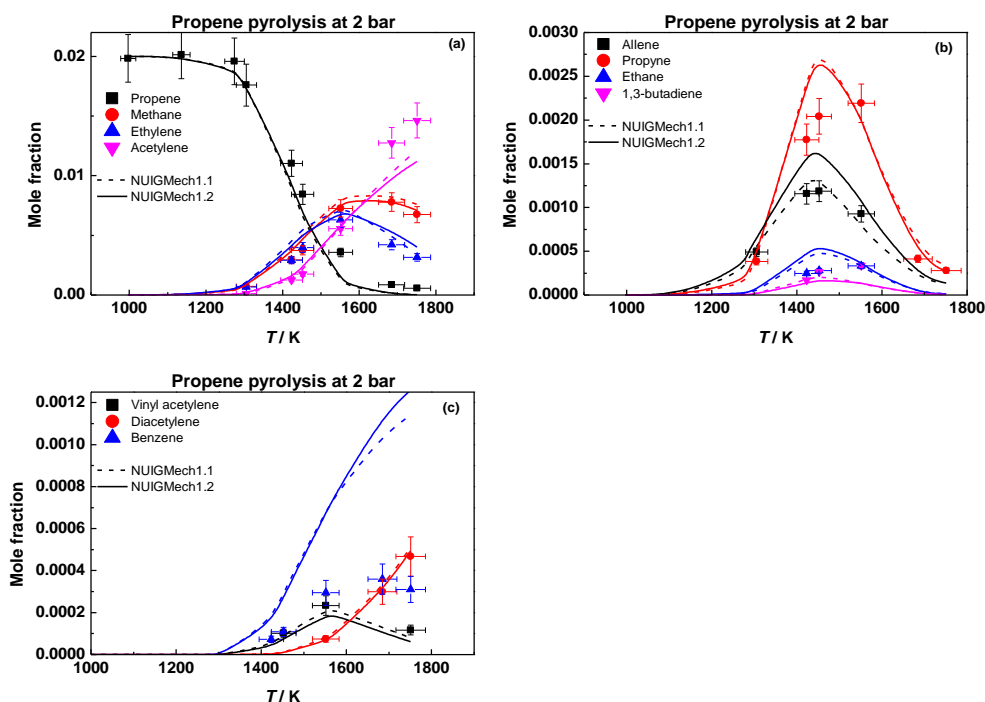 Propene pyrolysis at 2 bar
(a)
Mole fraction
0.02
0.01
0.00
Propene
Methane
Ethylene
Acetylene
NUIGMech1.1
NUIGMech1.2
1000 1200 1400 1600 1800
T / K
Propene pyrolysis at 2 bar
(b)
Mole fraction
0.0030
0.0025
0.0020
0.0015
0.0010
0.0005
0.0000
Allene
Propyne
Ethane
1,3-butadiene
NUIGMech1.1
NUIGMech1.2
800 1000 1200 1400 1600 1800
T / K
Propene pyrolysis at 2 bar
(c)
Mole fraction
0.0012
0.0010
0.0008
0.0006
0.0004
0.0002
0.0000
Vinyl acetylene
Diacetylene
Benzene
NUIGMech1.1
NUIGMech1.2
1000 1200 1400 1600 1800
T / K